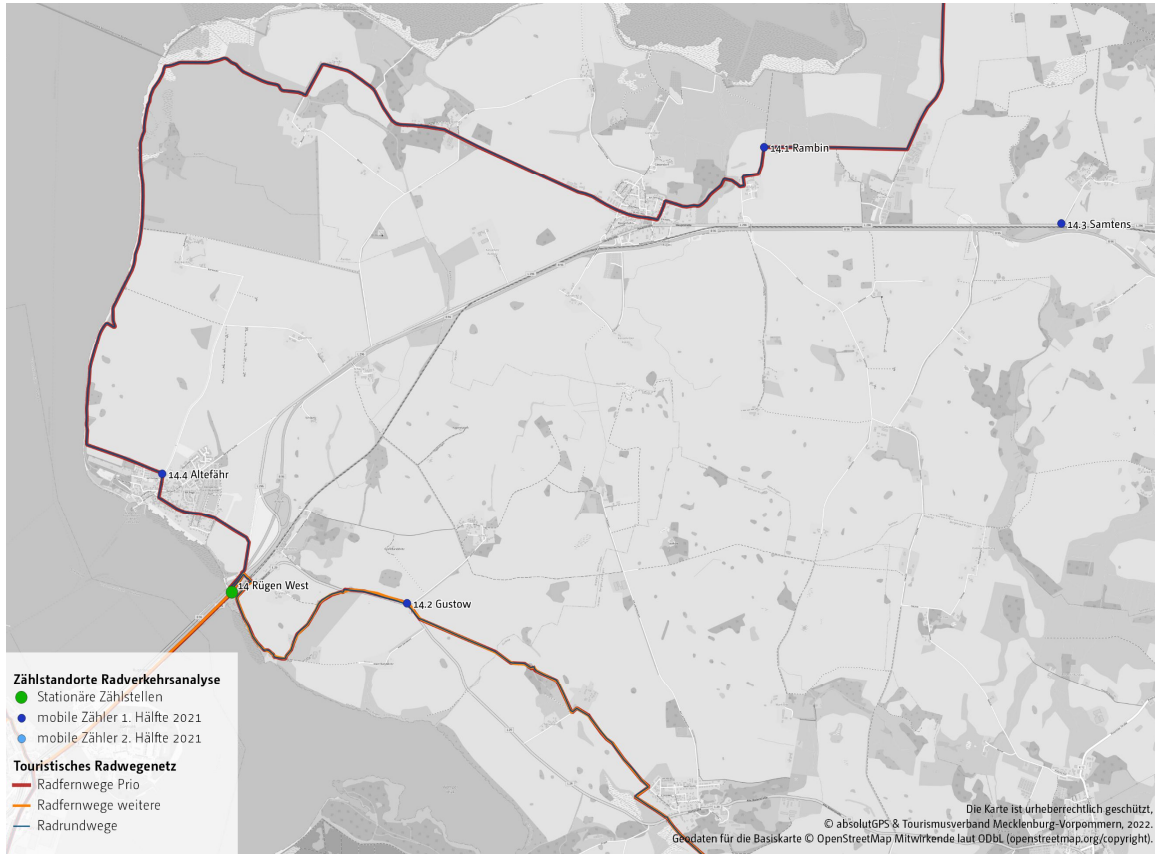 14.1 Rambin
14.3 Samtens
14.4 Altefähr
14 Rügen West
14.2 Gustow
Zählstandorte Radverkehrsanalyse
Stationäre Zählstellen
mobile Zähler 1. Hälfte 2021
mobile Zähler 2. Hälfte 2021
Touristisches Radwegenetz
Radfernwege Prio
Radfernwege weitere
Radrundwege
Die Karte ist urheberrechtlich geschützt,
© absolutGPS & Tourismusverband Mecklenburg-Vorpommern, 2022.
Geodaten für die Basiskarte © OpenStreetMap Mitwirkende laut ODbL (openstreetmap.org/copyright).